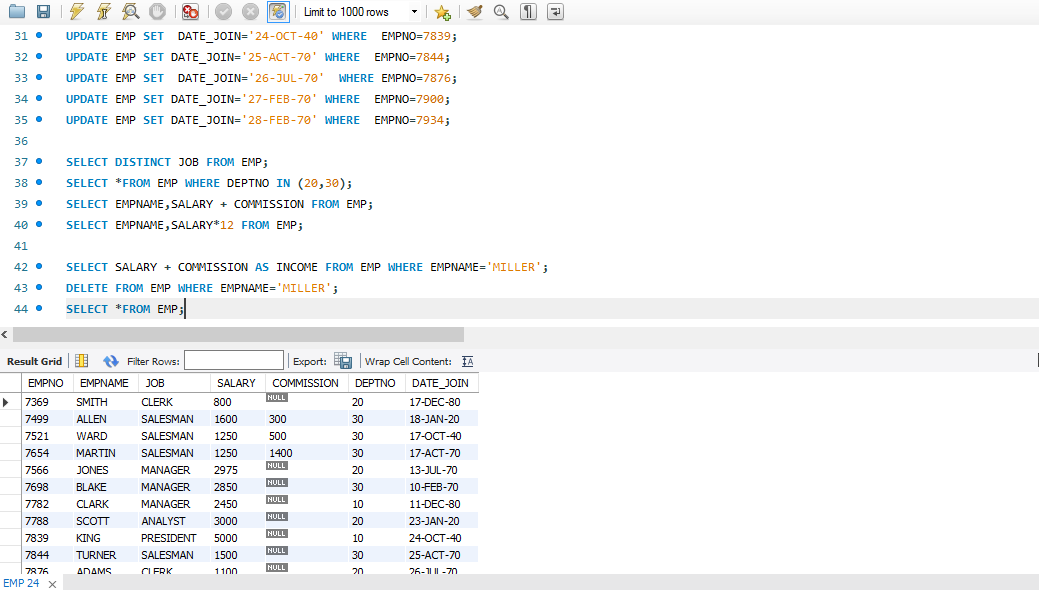 Limit to 1000 rows
31 UPDATE EMP SET DATE_JOIN='24-OCT-40' WHERE EMPNO=7839;
32 UPDATE EMP SET DATE_JOIN='25-ACT-70' WHERE EMPNO=7844;
33 UPDATE EMP SET DATE_JOIN='26-JUL-70' WHERE EMPNO=7876;
34 UPDATE EMP SET DATE_JOIN='27-FEB-70' WHERE EMPNO=7900;
35 UPDATE EMP SET DATE_JOIN='28-FEB-70' WHERE EMPNO=7934;
36
37 SELECT DISTINCT JOB FROM EMP;
38 SELECT *FROM EMP WHERE DEPTNO IN (20,30);
39 SELECT EMPNAME,SALARY + COMMISSION FROM EMP;
40 SELECT EMPNAME,SALARY*12 FROM EMP;
41
42 SELECT SALARY + COMMISSION AS INCOME FROM EMP WHERE EMPNAME='MILLER';
43 DELETE FROM EMP WHERE EMPNAME='MILLER';
44 SELECT *FROM EMP;
Result Grid Filter Rows: Export: Wrap Cell Content:
EMPNO EMPNAME JOB SALARY COMMISSION DEPTNO DATE_JOIN
7369 SMITH CLERK 800 NULL 20 17-DEC-80
7499 ALLEN SALESMAN 1600 300 30 18-JAN-20
7521 WARD SALESMAN 1250 500 30 17-OCT-40
7654 MARTIN SALESMAN 1250 1400 30 17-ACT-70
7566 JONES MANAGER 2975 NULL 20 13-JUL-70
7698 BLAKE MANAGER 2850 NULL 30 10-FEB-70
7782 CLARK MANAGER 2450 NULL 10 11-DEC-80
7788 SCOTT ANALYST 3000 NULL 20 23-JAN-20
7839 KING PRESIDENT 5000 NULL 10 24-OCT-40
7844 TURNER SALESMAN 1500 NULL 30 25-ACT-70
7876 ADAMS CLERK 1100 NULL 20 26-JUL-70
EMP 24